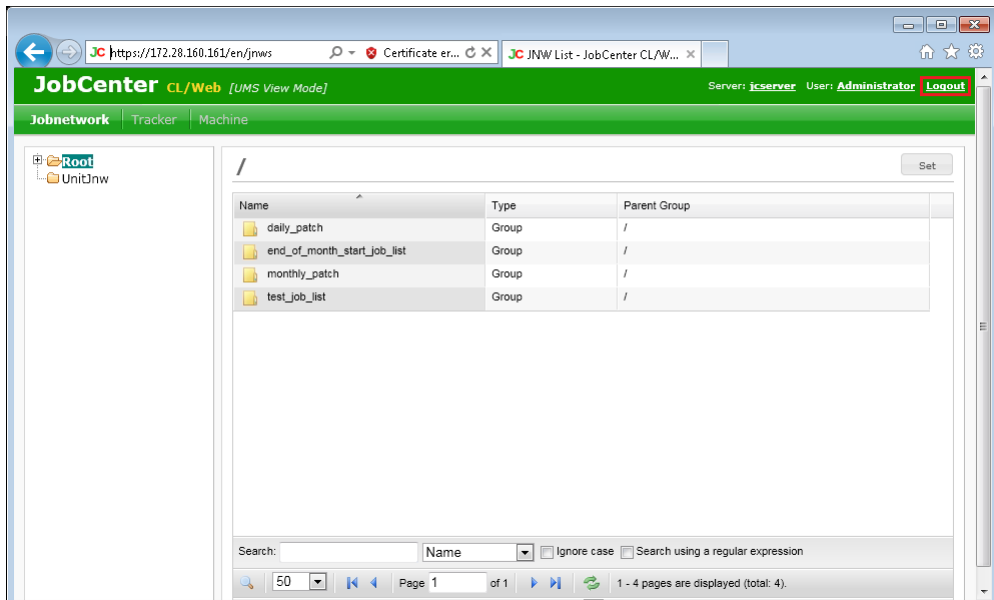 JC https://172.28.160.161/en/jnws Certificate er... JC JNW List - JobCenter CL/W...
JobCenter CL/Web [UMS View Mode] Server: jcserver User: Administrator Logout
Jobnetwork Tracker Machine
Root
UnitJnw
/ Set
Name Type Parent Group
daily_patch Group /
end_of_month_start_job_list Group /
monthly_patch Group /
test_job_list Group /
Search: Name Ignore case Search using a regular expression
50 Page 1 of 1 1 - 4 pages are displayed (total: 4).